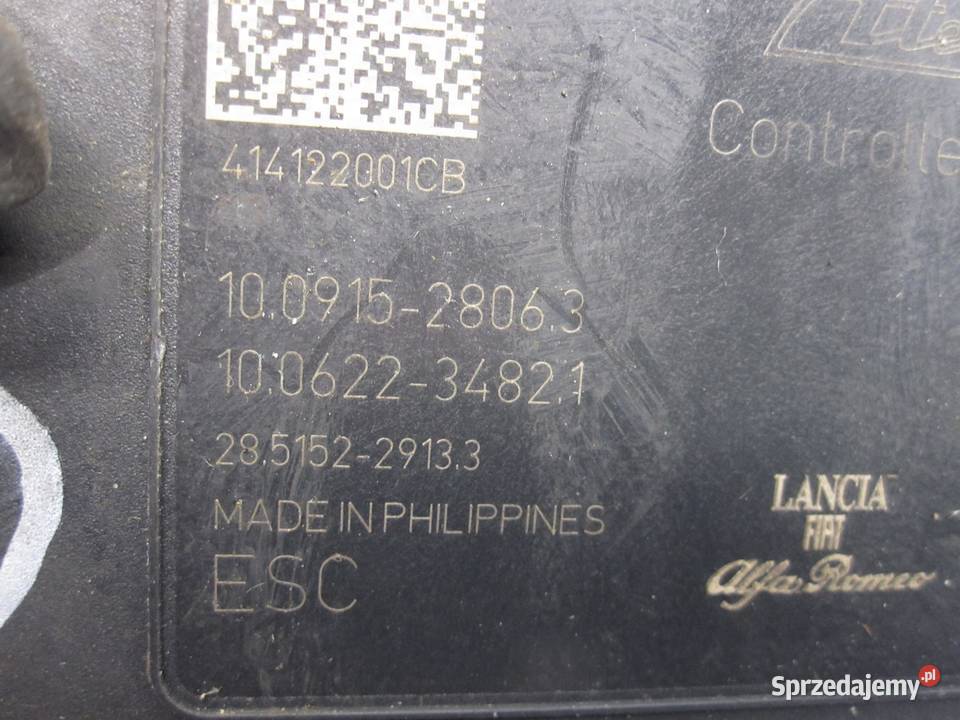 414122001CB
10.0915-2806.3
10.0622-3482.1
28.5152-2913.3
MADE IN PHILIPPINES
ESC
LANCIA
FIAT
Alfa Romeo
Sprzedajemy.pl